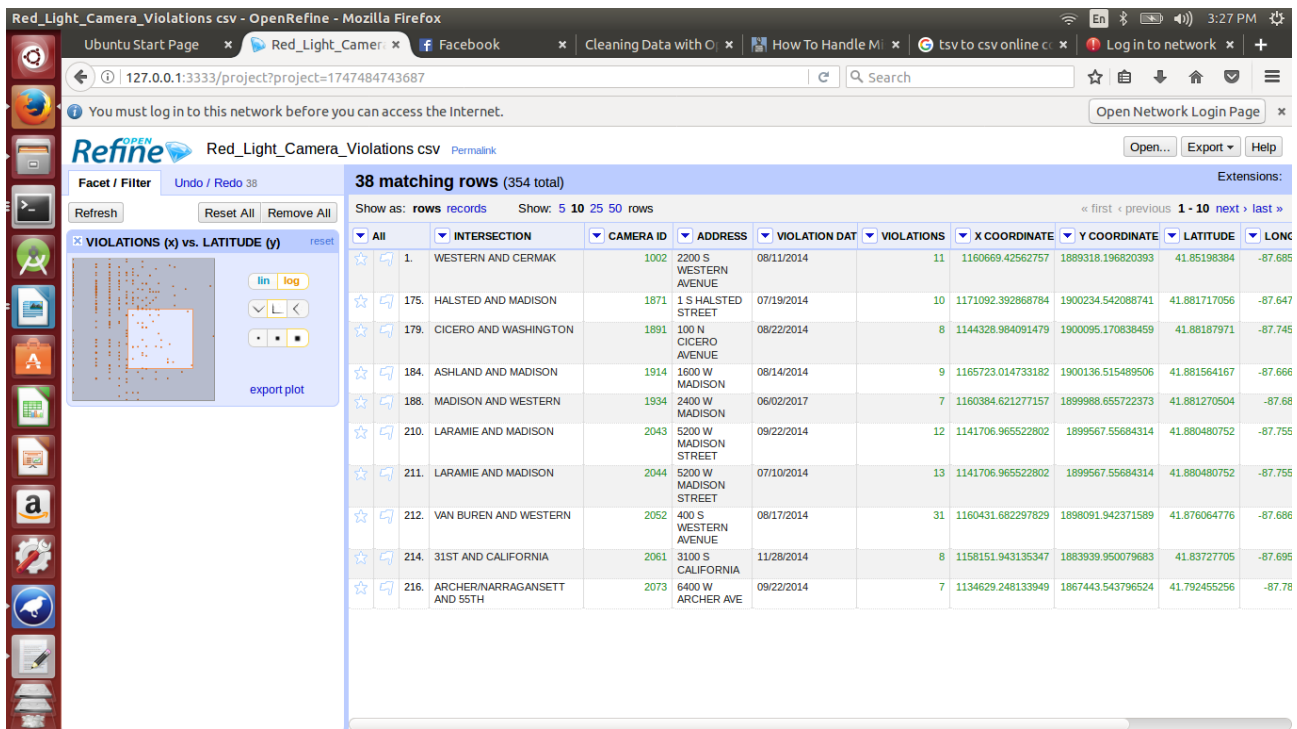 Red_Light_Camera_Violations csv - OpenRefine - Mozilla Firefox
En 3:27 PM
Ubuntu Start Page × Red_Light_Camer × Facebook × Cleaning Data with O × How To Handle Mi × tsv to csv online co × Log in to network × +
127.0.0.1:3333/project?project=1747484743687 Search
You must log in to this network before you can access the Internet. Open Network Login Page ×
OPEN
Refine Red_Light_Camera_Violations csv Permalink Open... Export Help
Facet / Filter Undo / Redo 38 38 matching rows (354 total) Extensions:
Refresh Reset All Remove All Show as: rows records Show: 5 10 25 50 rows « first ‹ previous 1 - 10 next › last »
VIOLATIONS (x) vs. LATITUDE (y) reset All INTERSECTION CAMERA ID ADDRESS VIOLATION DAT VIOLATIONS X COORDINATE Y COORDINATE LATITUDE LONG
lin log
export plot
1. WESTERN AND CERMAK 1002 2200 S 08/11/2014 11 1160669.42562757 1889318.196820393 41.85198384 -87.685
WESTERN
AVENUE
175. HALSTED AND MADISON 1871 1 S HALSTED 07/19/2014 10 1171092.392868784 1900234.542088741 41.881717056 -87.647
STREET
179. CICERO AND WASHINGTON 1891 100 N 08/22/2014 8 1144328.984091479 1900095.170838459 41.88187971 -87.745
CICERO
AVENUE
184. ASHLAND AND MADISON 1914 1600 W 08/14/2014 9 1165723.014733182 1900136.515489506 41.881564167 -87.666
MADISON
188. MADISON AND WESTERN 1934 2400 W 06/02/2017 7 1160384.621277157 1899988.655722373 41.881270504 -87.68
MADISON
210. LARAMIE AND MADISON 2043 5200 W 09/22/2014 12 1141706.965522802 1899567.55684314 41.880480752 -87.755
MADISON
STREET
211. LARAMIE AND MADISON 2044 5200 W 07/10/2014 13 1141706.965522802 1899567.55684314 41.880480752 -87.755
MADISON
STREET
212. VAN BUREN AND WESTERN 2052 400 S 08/17/2014 31 1160431.682297829 1898091.942371589 41.876064776 -87.686
WESTERN
AVENUE
214. 31ST AND CALIFORNIA 2061 3100 S 11/28/2014 8 1158151.943135347 1883939.950079683 41.83727705 -87.695
CALIFORNIA
216. ARCHER/NARRAGANSETT 2073 6400 W 09/22/2014 7 1134629.248133949 1867443.543796524 41.792455256 -87.78
AND 55TH ARCHER AVE